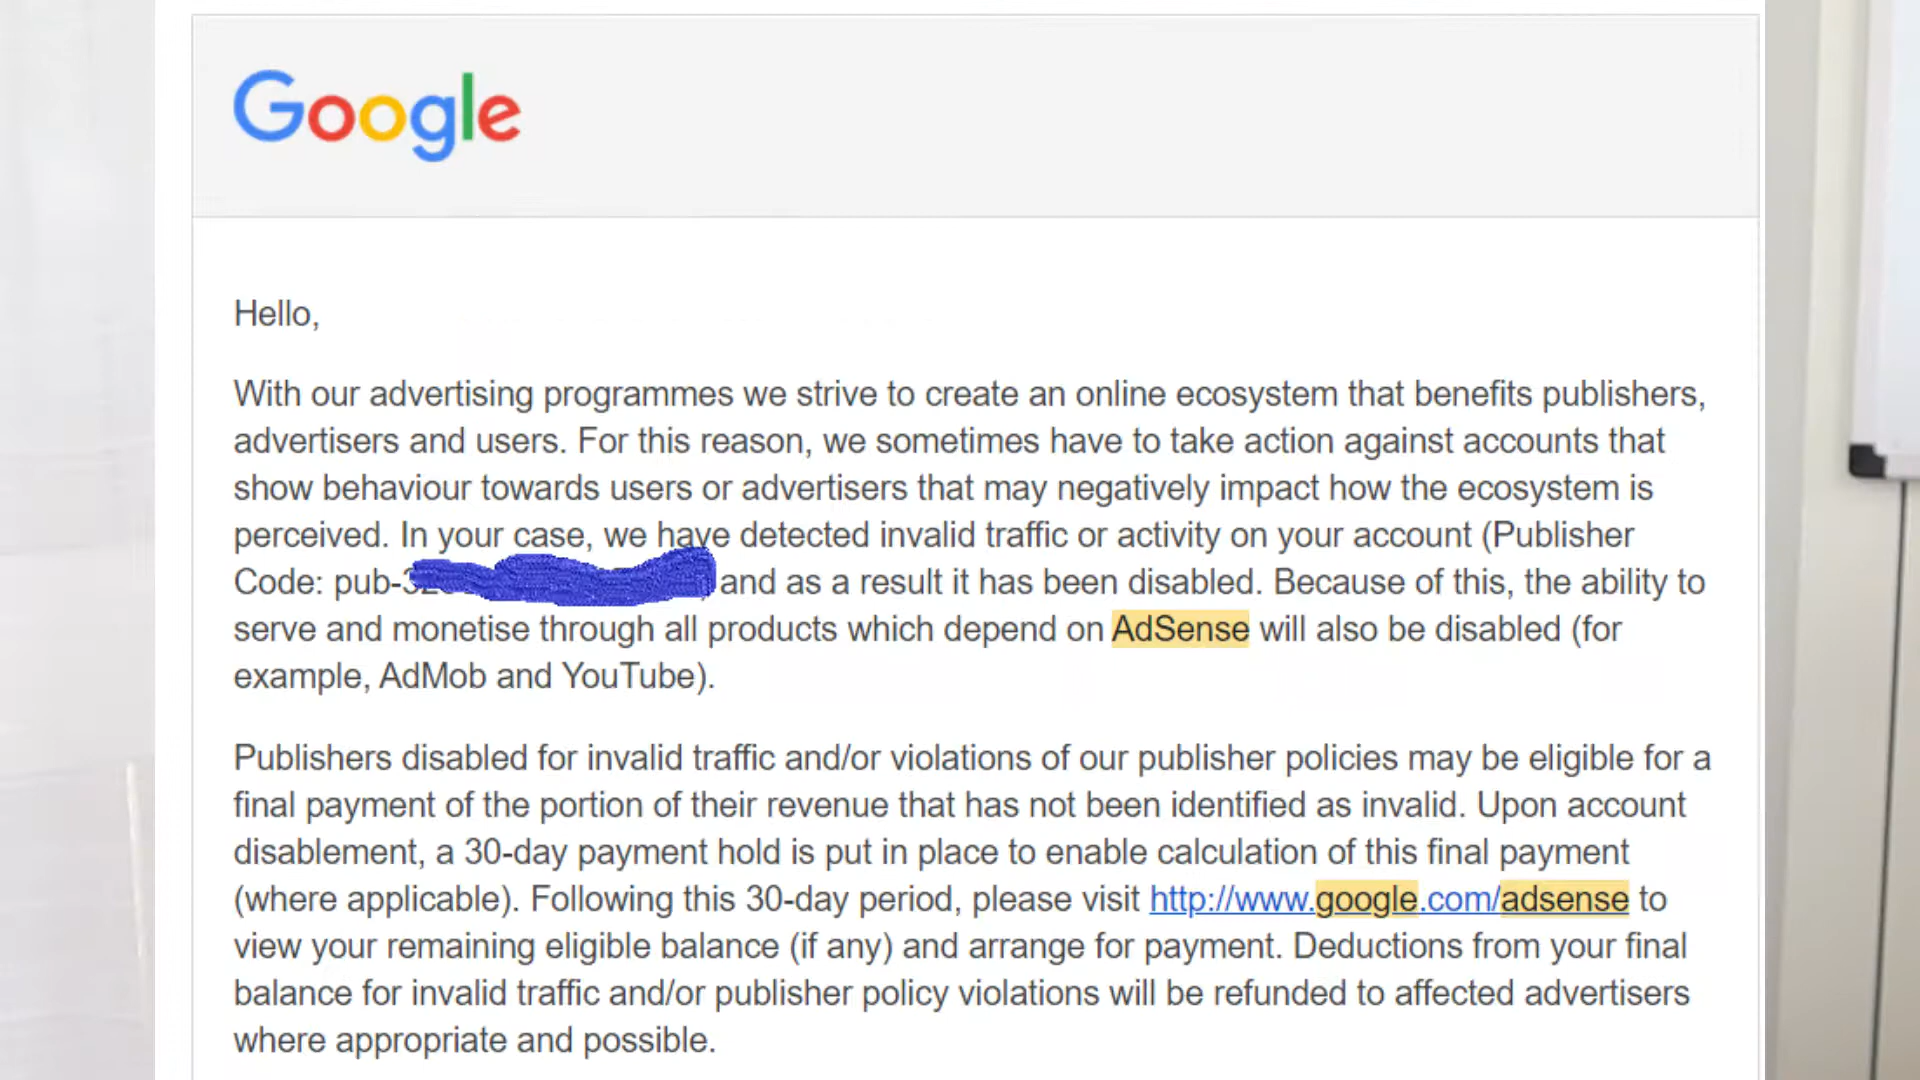 Google
Hello,
With our advertising programmes we strive to create an online ecosystem that benefits publishers,
advertisers and users. For this reason, we sometimes have to take action against accounts that
show behaviour towards users or advertisers that may negatively impact how the ecosystem is
perceived. In your case, we have detected invalid traffic or activity on your account (Publisher
Code: pub- and as a result it has been disabled. Because of this, the ability to
serve and monetise through all products which depend on AdSense will also be disabled (for
example, AdMob and YouTube).
Publishers disabled for invalid traffic and/or violations of our publisher policies may be eligible for a
final payment of the portion of their revenue that has not been identified as invalid. Upon account
disablement, a 30-day payment hold is put in place to enable calculation of this final payment
(where applicable). Following this 30-day period, please visit http://www.google.com/adsense to
view your remaining eligible balance (if any) and arrange for payment. Deductions from your final
balance for invalid traffic and/or publisher policy violations will be refunded to affected advertisers
where appropriate and possible.